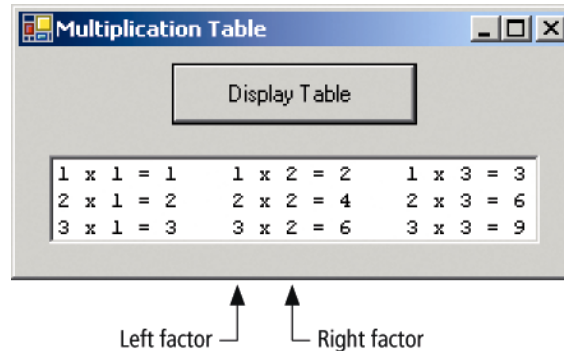 Multiplication Table
Display Table
1 x 1 = 1 1 x 2 = 2 1 x 3 = 3
2 x 1 = 2 2 x 2 = 4 2 x 3 = 6
3 x 1 = 3 3 x 2 = 6 3 x 3 = 9
Left factor Right factor